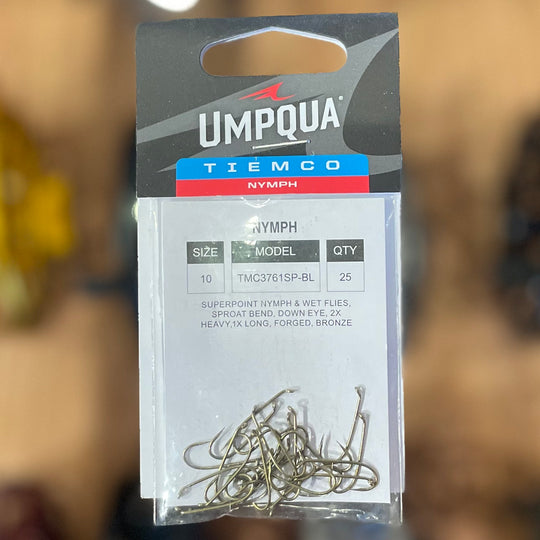 UMPQUA®
TIEMCO
NYMPH
NYMPH
SIZE MODEL QTY
10 TMC3761SP-BL 25
SUPERPOINT NYMPH & WET FLIES,
SPROAT BEND, DOWN EYE, 2X
HEAVY,1X LONG, FORGED, BRONZE